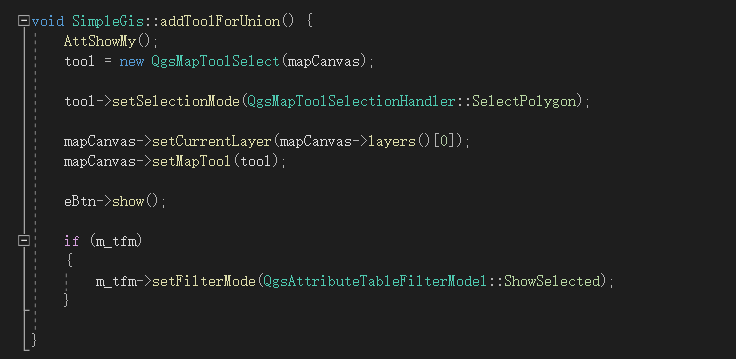 void SimpleGis::addToolForUnion() {
AttShowMy();
tool = new QgsMapToolSelect(mapCanvas);
tool->setSelectionMode(QgsMapToolSelectionHandler::SelectPolygon);
mapCanvas->setCurrentLayer(mapCanvas->layers()[0]);
mapCanvas->setMapTool(tool);
eBtn->show();
if (m_tfm)
{
m_tfm->setFilterMode(QgsAttributeTableFilterModel::ShowSelected);
}
}